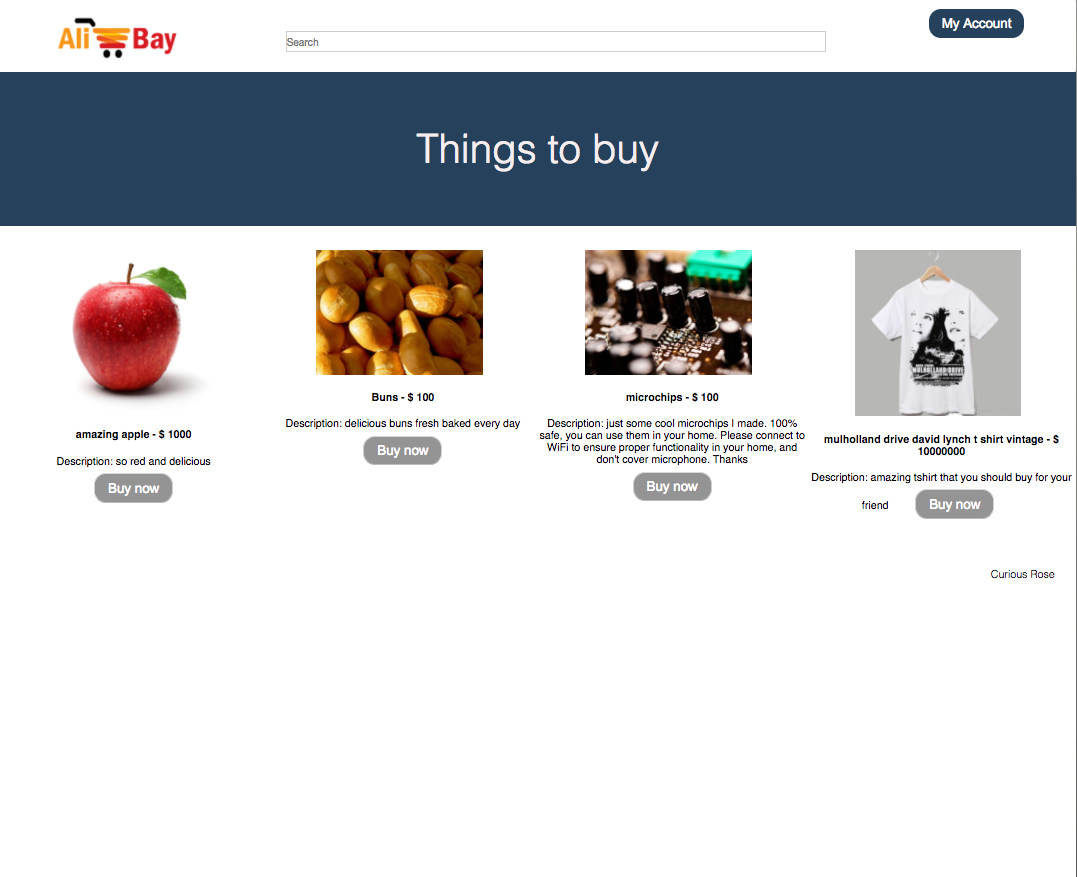 Ali Bay
Search
My Account
Things to buy
amazing apple - $ 1000
Description: so red and delicious
Buy now
Buns - $ 100
Description: delicious buns fresh baked every day
Buy now
microchips - $ 100
Description: just some cool microchips I made. 100%
safe, you can use them in your home. Please connect to
WiFi to ensure proper functionality in your home, and
don't cover microphone. Thanks
Buy now
MULHOLLAND DRIVE
mulholland drive david lynch t shirt vintage - $
10000000
Description: amazing tshirt that you should buy for your
friend
Buy now
Curious Rose